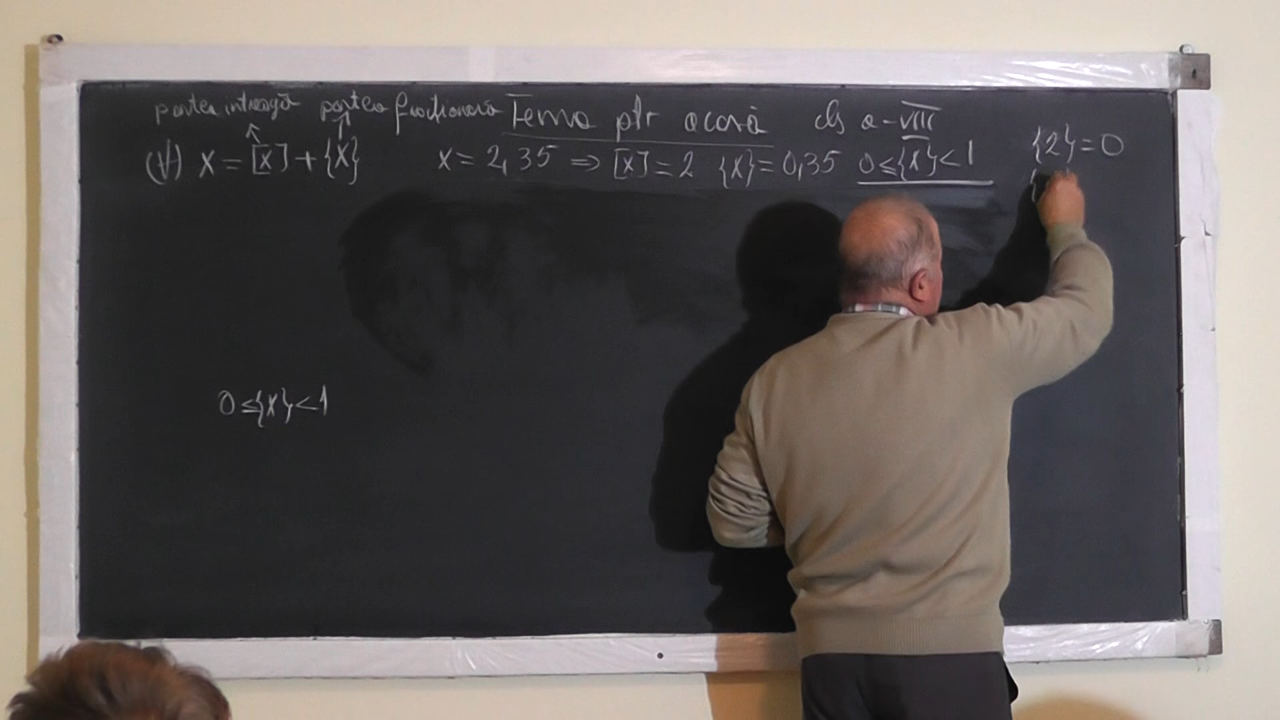 partea întreagă partea fracționară Temă ptr acasă cls a-VIII
(∀) x = [x] + {x} x = 2,35 ⇒ [x] = 2 {x} = 0,35 0 ≤ {x} < 1 {2} = 0
{
0 ≤ {x} < 1